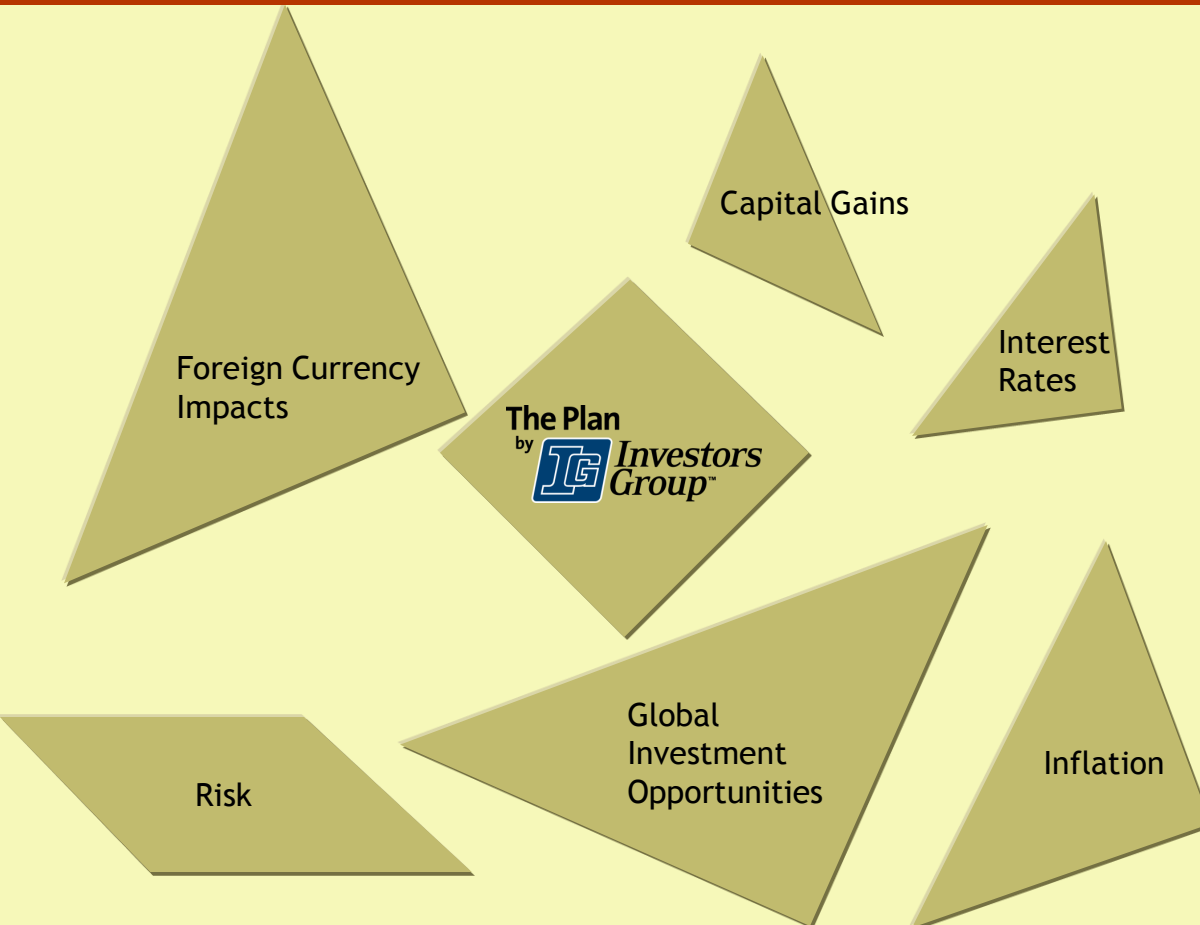 Capital Gains
Interest
Rates
Foreign Currency
Impacts
The Plan
by IG Investors
Group™
Global
Investment
Opportunities
Inflation
Risk